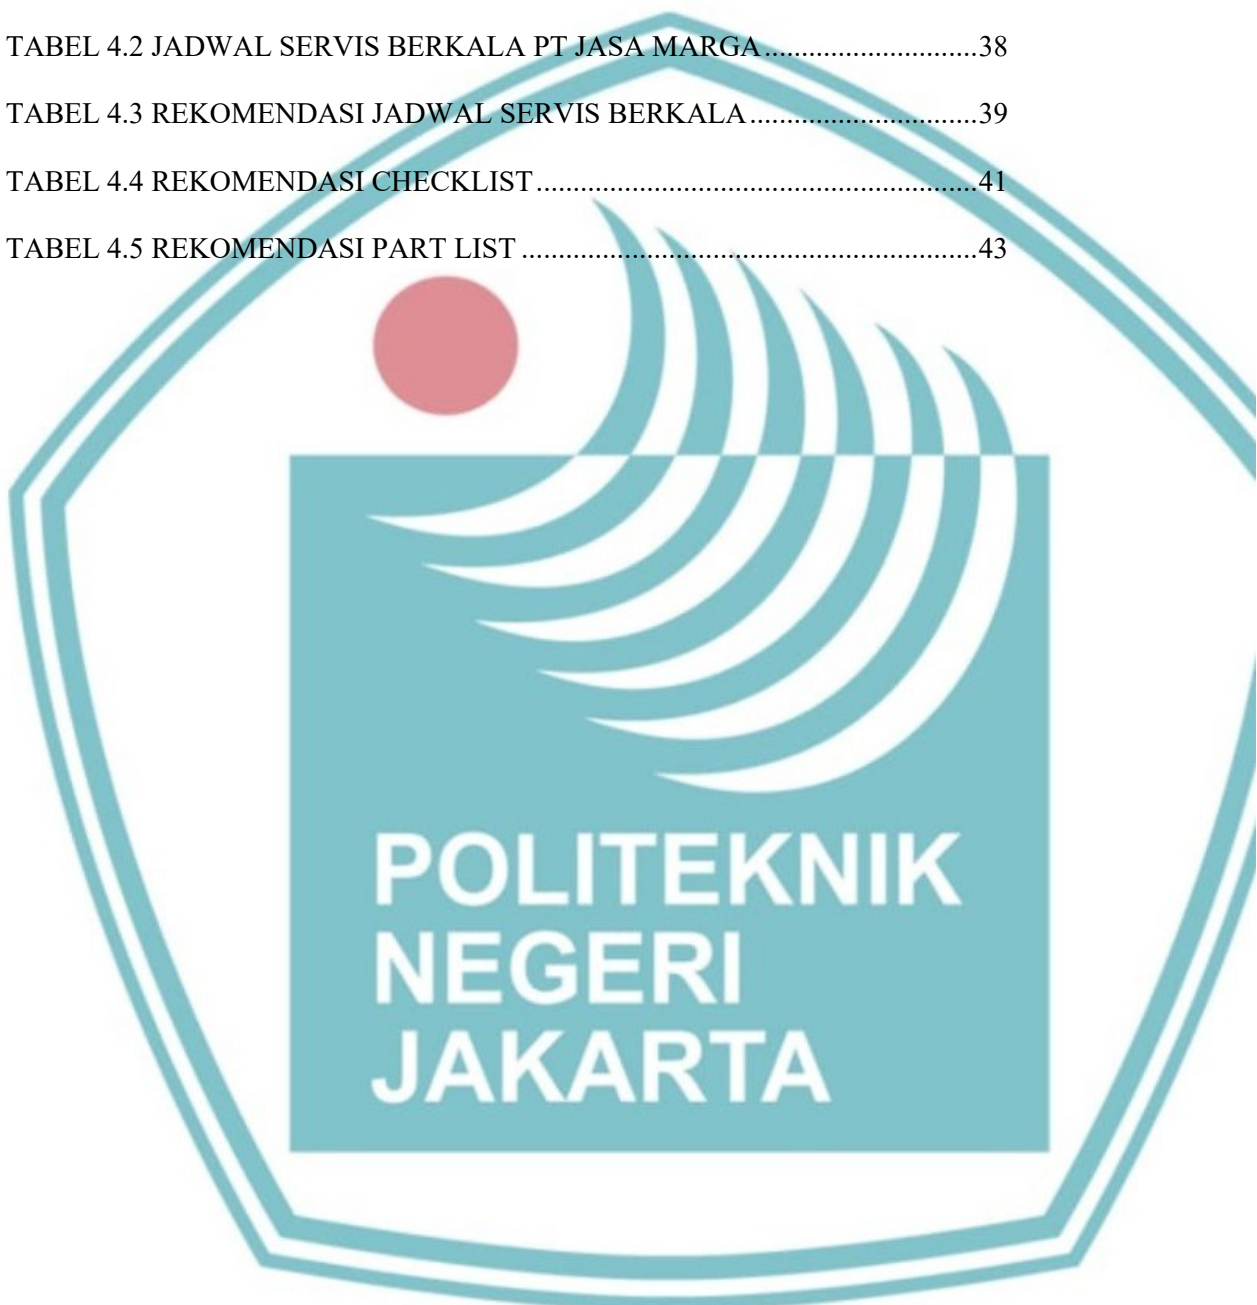 TABEL 4.2 JADWAL SERVIS BERKALA PT JASA MARGA...........................38
TABEL 4.3 REKOMENDASI JADWAL SERVIS BERKALA.............................39
TABEL 4.4 REKOMENDASI CHECKLIST.......................................................41
TABEL 4.5 REKOMENDASI PART LIST.........................................................43
POLITEKNIK
NEGERI
JAKARTA